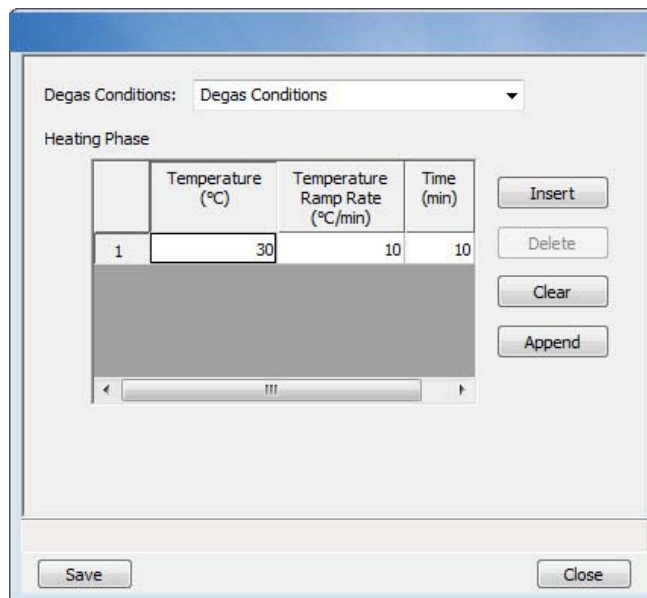 Degas Conditions: Degas Conditions
Heating Phase
Temperature (°C) Temperature Ramp Rate (°C/min) Time (min)
1 30 10 10
Insert
Delete
Clear
Append
Save Close